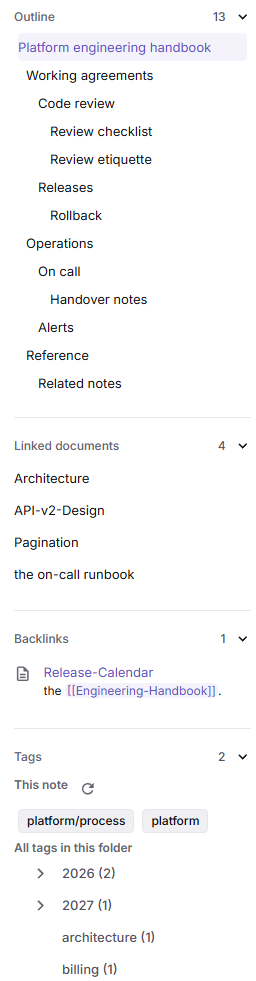 Outline 13
Platform engineering handbook
Working agreements
Code review
Review checklist
Review etiquette
Releases
Rollback
Operations
On call
Handover notes
Alerts
Reference
Related notes
Linked documents 4
Architecture
API-v2-Design
Pagination
the on-call runbook
Backlinks 1
Release-Calendar
the [[Engineering-Handbook]].
Tags 2
This note
platform/process platform
All tags in this folder
2026 (2)
2027 (1)
architecture (1)
billing (1)